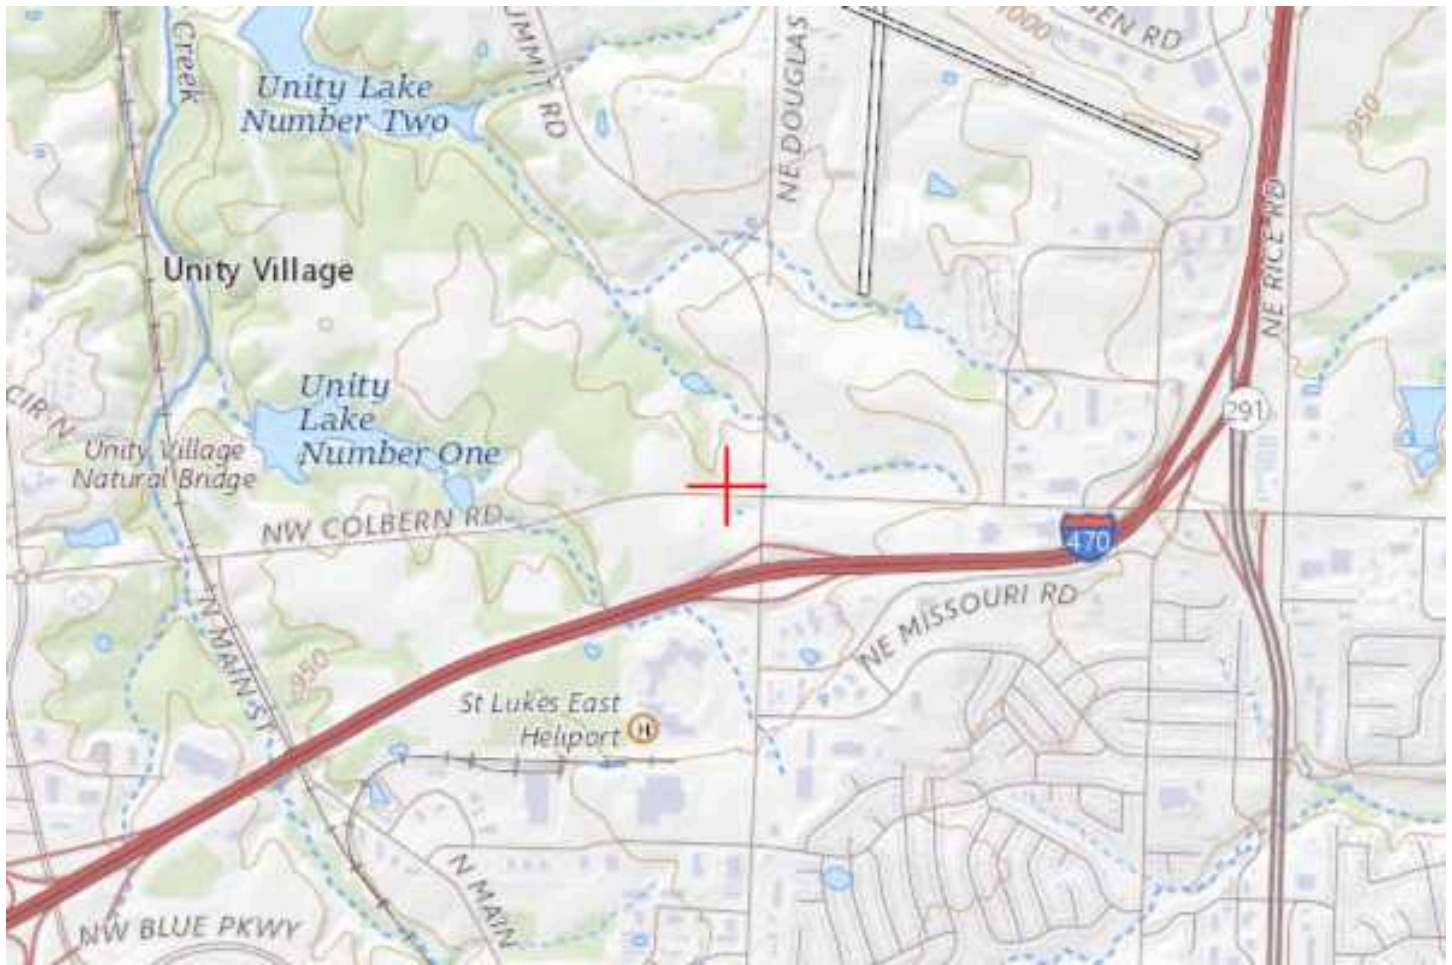 Creek
UMMIT RD
1000
DEN RD
Unity Lake
Number Two
NE DOUGLAS
950
NE RICE RD
Unity Village
Unity
Lake
Number One
CIR N
Unity Village
Natural Bridge
291
NW COLBERN RD
470
N MAIN ST
950
NE MISSOURI RD
St Lukes East
Heliport
H
N MAIN
NW BLUE PKWY